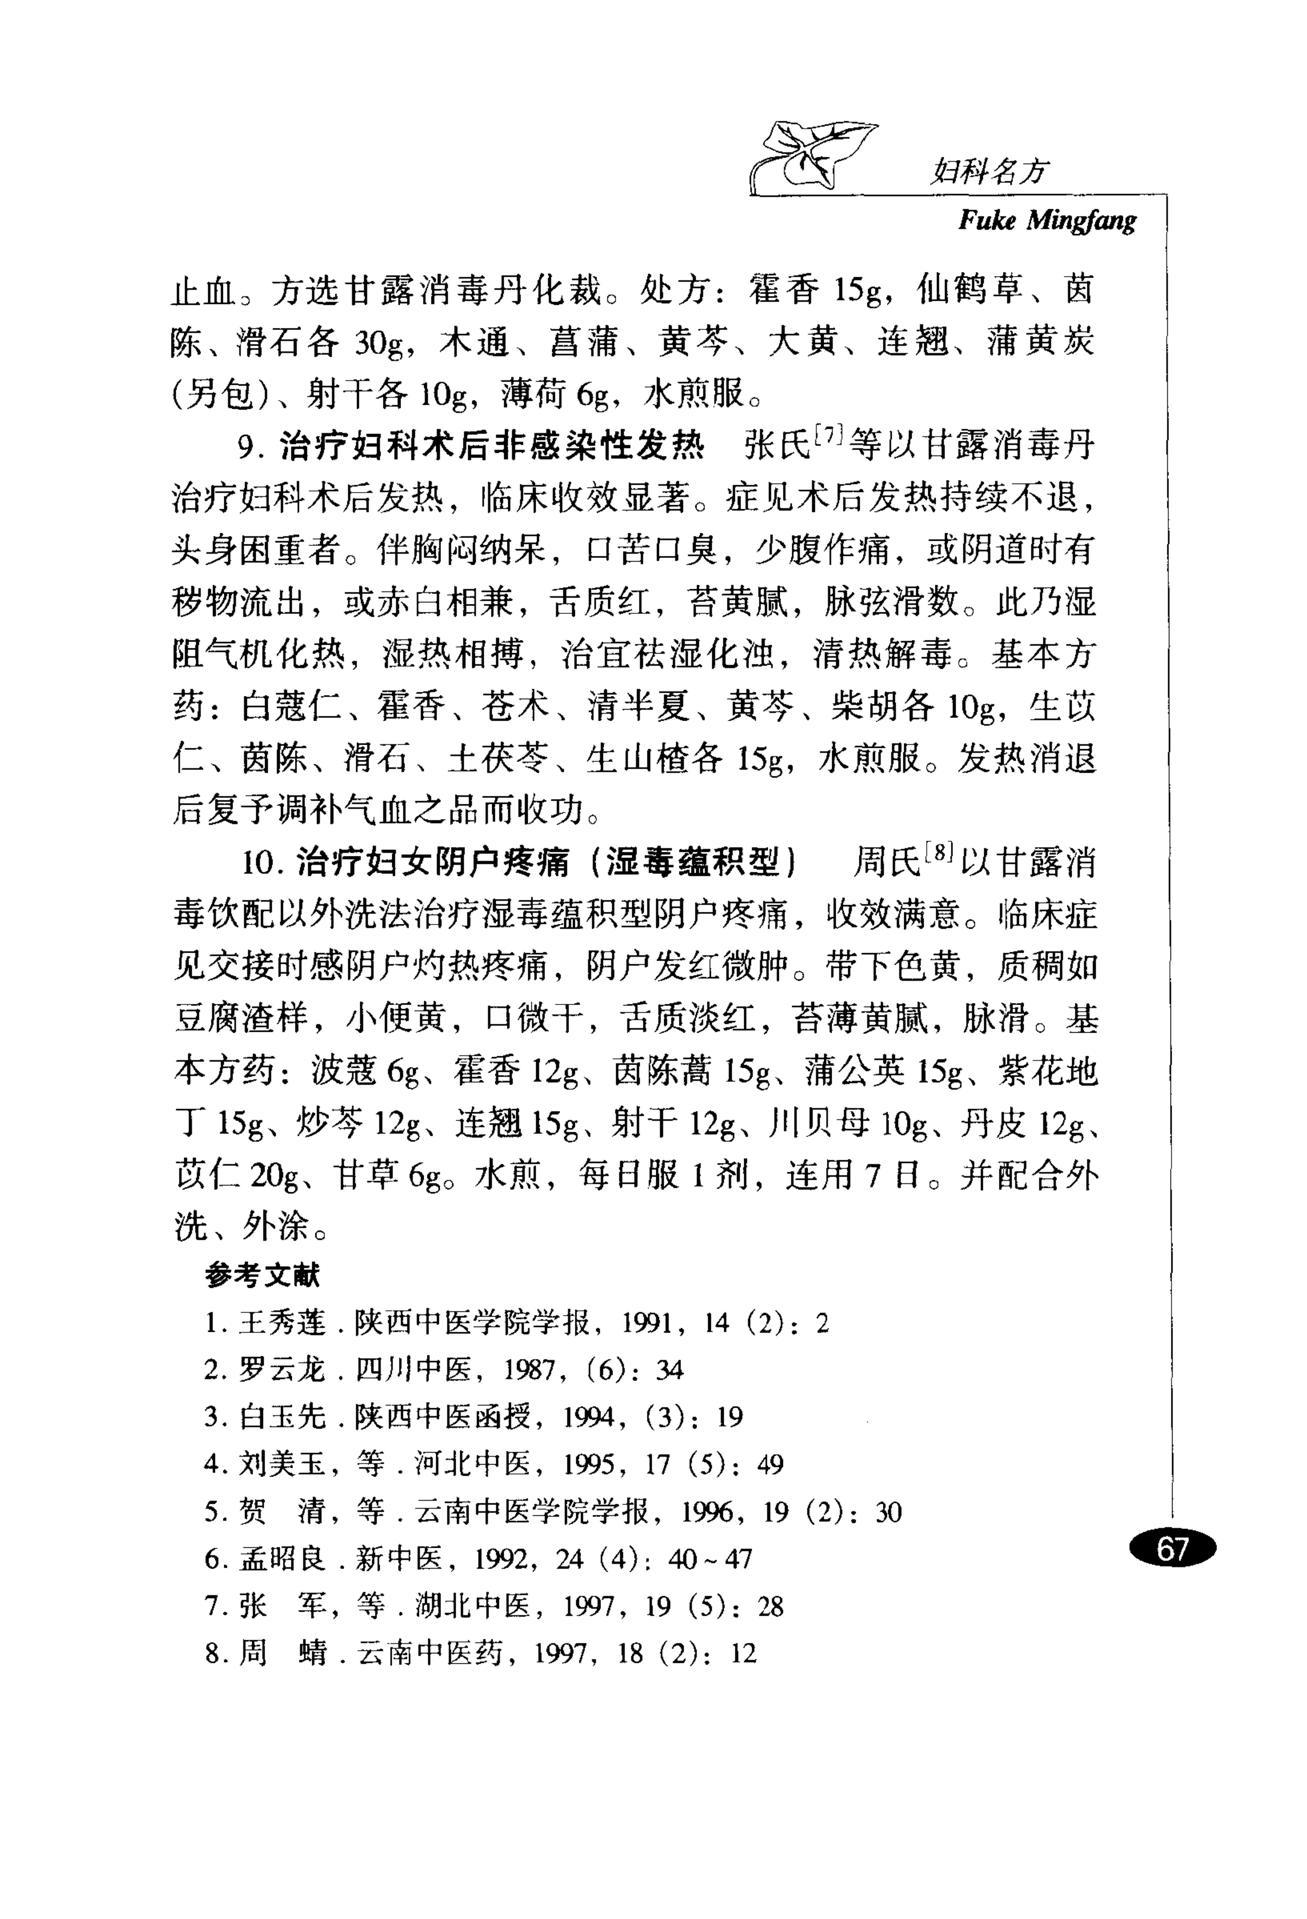 妇科名方
Fuke Mingfang
止血。方选甘露消毒丹化裁。处方：霍香 15g，仙鹤草、茵
陈、滑石各 30g，木通、菖蒲、黄芩、大黄、连翘、蒲黄炭
（另包）、射干各 10g，薄荷 6g，水煎服。
9. 治疗妇科术后非感染性发热　张氏[7]等以甘露消毒丹
治疗妇科术后发热，临床收效显著。症见术后发热持续不退，
头身困重者。伴胸闷纳呆，口苦口臭，少腹作痛，或阴道时有
秽物流出，或赤白相兼，舌质红，苔黄腻，脉弦滑数。此乃湿
阻气机化热，湿热相搏，治宜祛湿化浊，清热解毒。基本方
药：白蔻仁、霍香、苍术、清半夏、黄芩、柴胡各 10g，生苡
仁、茵陈、滑石、土茯苓、生山楂各 15g，水煎服。发热消退
后复予调补气血之品而收功。
10. 治疗妇女阴户疼痛（湿毒蕴积型）　周氏[8]以甘露消
毒饮配以外洗法治疗湿毒蕴积型阴户疼痛，收效满意。临床症
见交接时感阴户灼热疼痛，阴户发红微肿。带下色黄，质稠如
豆腐渣样，小便黄，口微干，舌质淡红，苔薄黄腻，脉滑。基
本方药：波蔻 6g、霍香 12g、茵陈蒿 15g、蒲公英 15g、紫花地
丁 15g、炒芩 12g、连翘 15g、射干 12g、川贝母 10g、丹皮 12g、
苡仁 20g、甘草 6g。水煎，每日服 1 剂，连用 7 日。并配合外
洗、外涂。
参考文献
1. 王秀莲．陕西中医学院学报，1991，14（2）：2
2. 罗云龙．四川中医，1987，（6）：34
3. 白玉先．陕西中医函授，1994，（3）：19
4. 刘美玉，等．河北中医，1995，17（5）：49
5. 贺　清，等．云南中医学院学报，1996，19（2）：30
6. 孟昭良．新中医，1992，24（4）：40～47
7. 张　军，等．湖北中医，1997，19（5）：28
8. 周　蜻．云南中医药，1997，18（2）：12
67